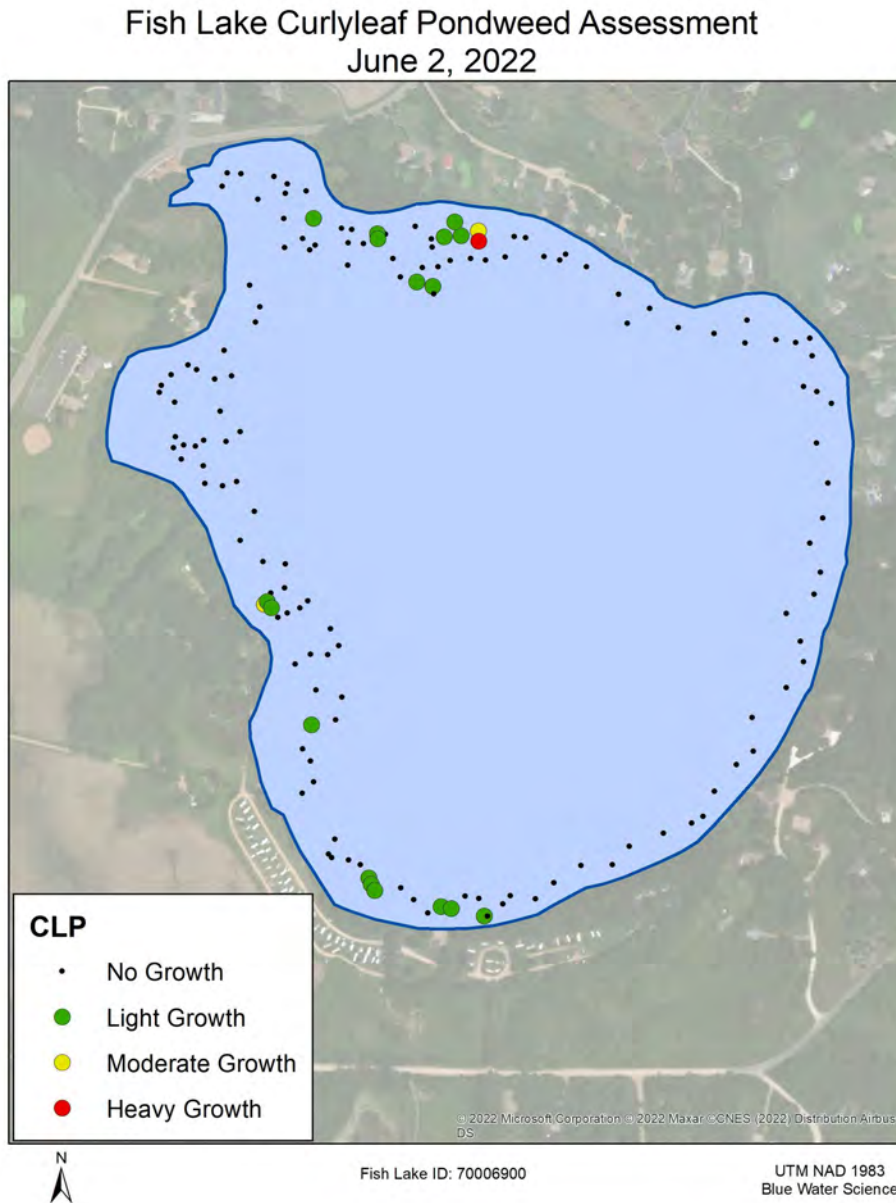 Fish Lake Curlyleaf Pondweed Assessment
June 2, 2022
CLP
No Growth
Light Growth
Moderate Growth
Heavy Growth
© 2022 Microsoft Corporation © 2022 Maxar ©CNES (2022) Distribution Airbus
DS
N
Fish Lake ID: 70006900
UTM NAD 1983
Blue Water Science